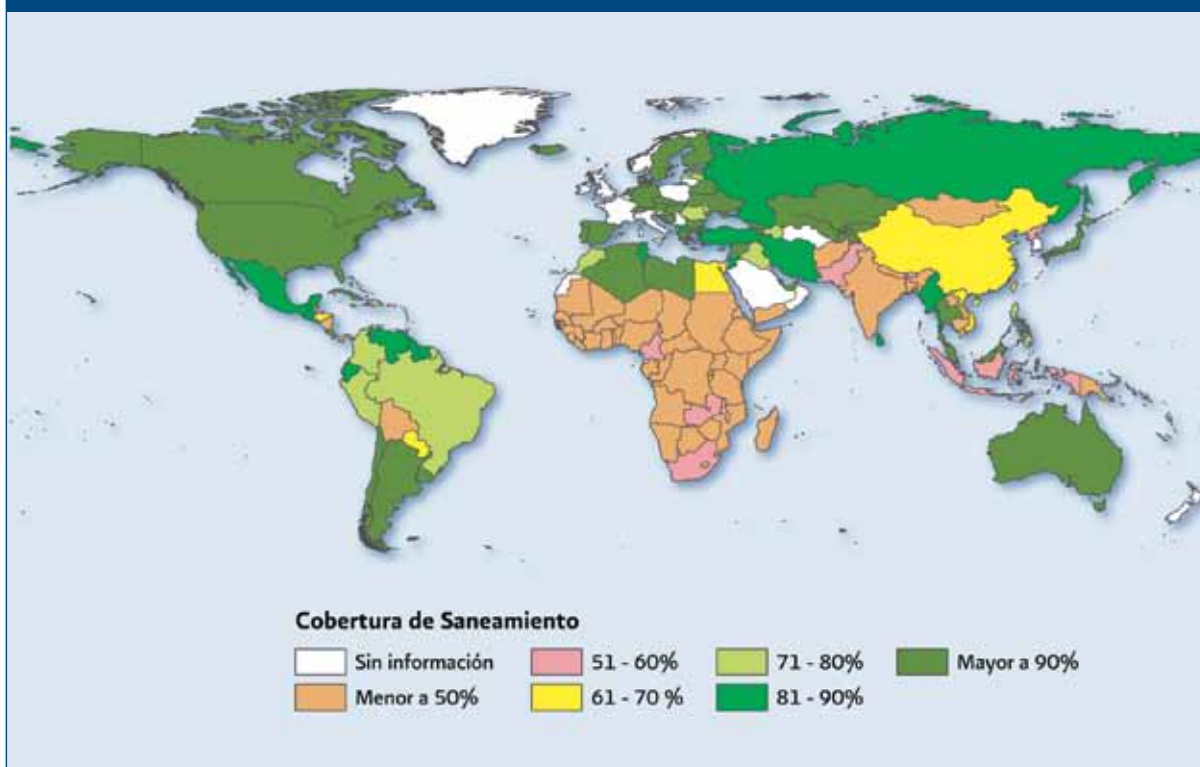 Cobertura de Saneamiento
Sin información
51 - 60%
71 - 80%
Mayor a 90%
Menor a 50%
61 - 70 %
81 - 90%